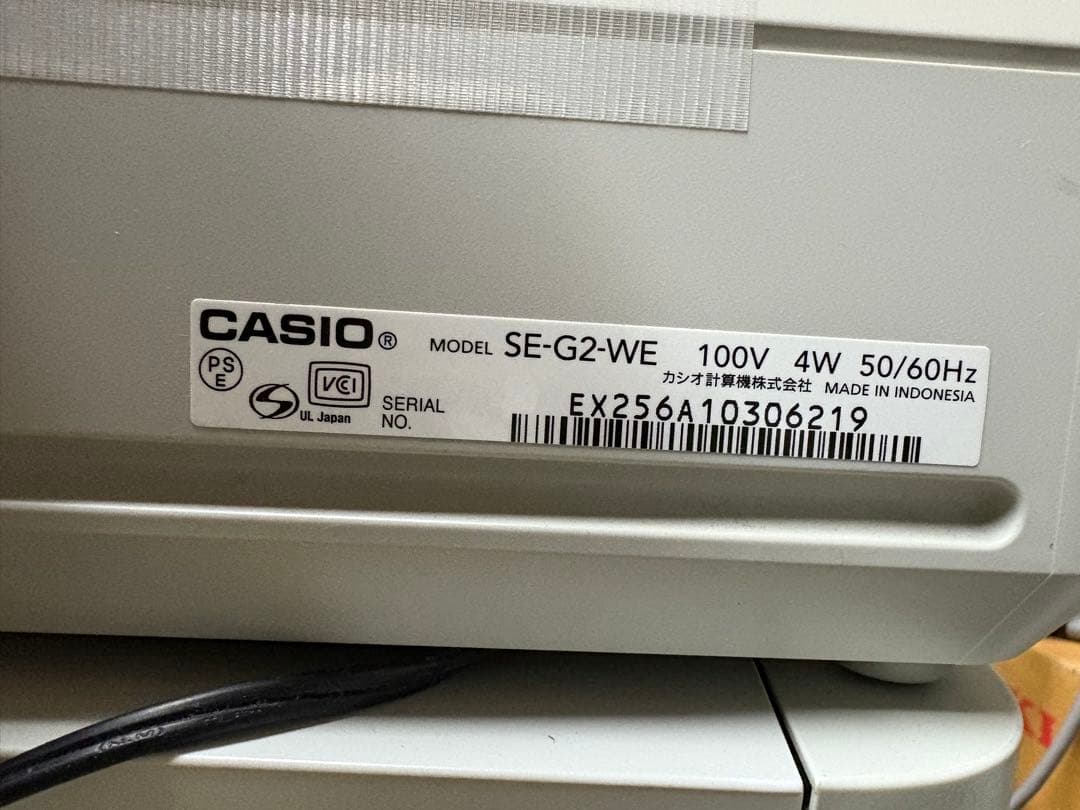 CASIO® MODEL SE-G2-WE 100V 4W 50/60Hz
カシオ計算機株式会社 MADE IN INDONESIA
PS
E
VCI
UL Japan
SERIAL
NO.
EX256A10306219